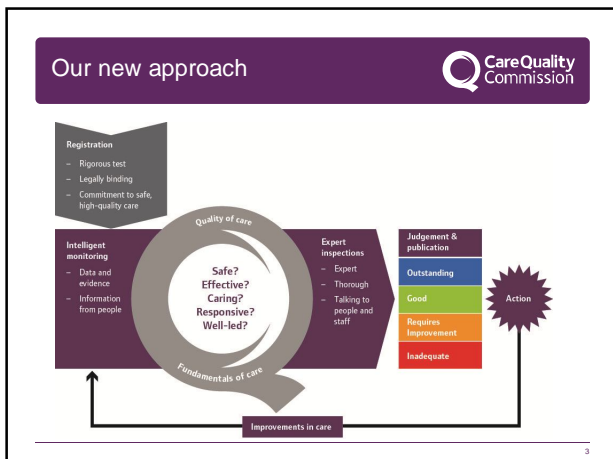 Our new approach
CareQuality
Commission
Registration
– Rigorous test
– Legally binding
– Commitment to safe,
high-quality care
Intelligent
monitoring
– Data and
evidence
– Information
from people
Quality of care
Safe?
Effective?
Caring?
Responsive?
Well-led?
Fundamentals of care
Expert
inspections
– Expert
– Thorough
– Talking to
people and
staff
Judgement &
publication
Outstanding
Good
Requires
Improvement
Inadequate
Action
Improvements in care
3